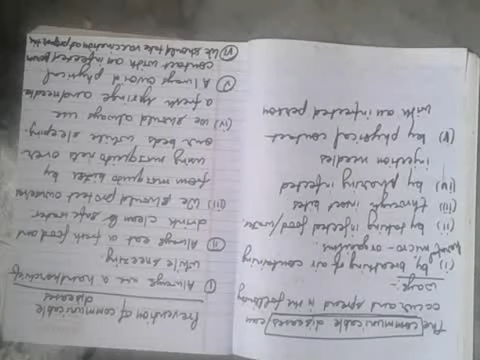 The communicable diseases can
occur and spread in the following
ways:-
(i) by, breathing of air containing
micro-organisms.
(ii) by taking infected food/water.
(iii) through insect bites
(iv) by sharing infected
injection needles
(v) by physical contact
with an infected person
Prevention of communicable
diseases
(i) Always use a handkerchief
while sneezing
(ii) Always eat a fresh food and
drink clean & safe water
(iii) We should protect ourselves
from mosquito bites by
using mosquito nets over
our beds while sleeping.
(iv) We should always use
a fresh syringe and needle
(v) Always avoid physical
contact with an infected person
(vi) We should take vaccination